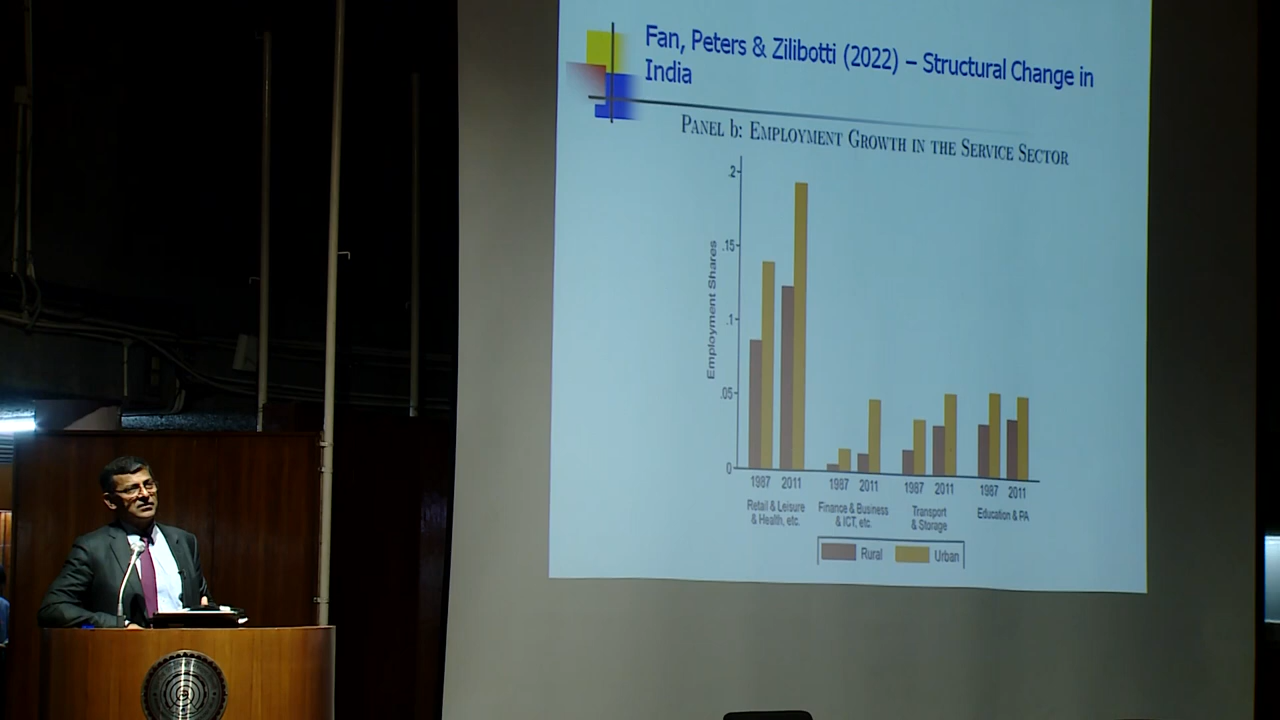 Fan, Peters & Zilibotti (2022) – Structural Change in
India
PANEL b: EMPLOYMENT GROWTH IN THE SERVICE SECTOR
Employment Shares
.2
.15
.1
.05
0
1987 2011 1987 2011 1987 2011 1987 2011
Retail & Leisure
& Health, etc.
Finance & Business
& ICT, etc.
Transport
& Storage
Education & PA
Rural Urban